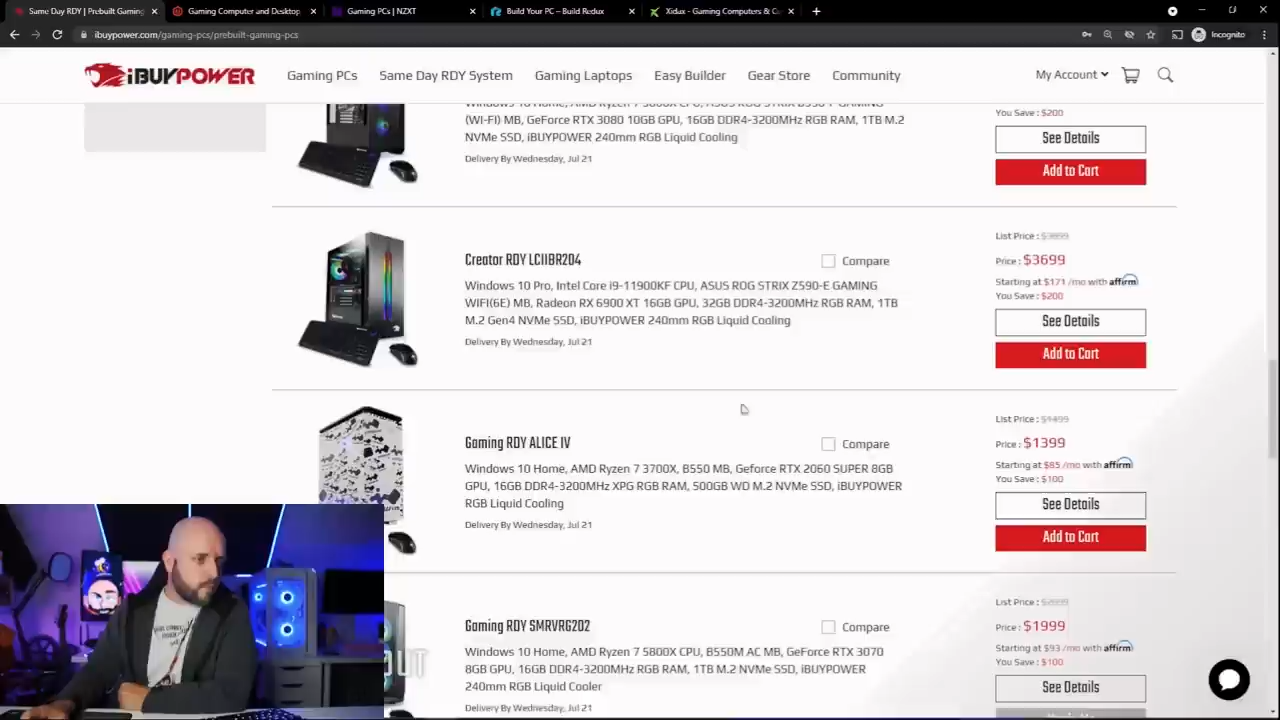 Same Day RDY | Prebuilt Gaming
Gaming Computer and Desktop
Gaming PCs | NZXT
Build Your PC – Build Redux
Xidax - Gaming Computers & Cu
ibuypower.com/gaming-pcs/prebuilt-gaming-pcs
Incognito
iBUYPOWER
Gaming PCs
Same Day RDY System
Gaming Laptops
Easy Builder
Gear Store
Community
My Account
(WI-FI) MB, GeForce RTX 3080 10GB GPU, 16GB DDR4-3200MHz RGB RAM, 1TB M.2
NVMe SSD, iBUYPOWER 240mm RGB Liquid Cooling
Delivery By Wednesday, Jul 21
You Save : $200
See Details
Add to Cart
Creator RDY LCIIBR204
Compare
Windows 10 Pro, Intel Core i9-11900KF CPU, ASUS ROG STRIX Z590-E GAMING
WIFI(6E) MB, Radeon RX 6900 XT 16GB GPU, 32GB DDR4-3200MHz RGB RAM, 1TB
M.2 Gen4 NVMe SSD, iBUYPOWER 240mm RGB Liquid Cooling
Delivery By Wednesday, Jul 21
List Price : $3899
Price : $3699
Starting at $171 /mo with affirm
You Save : $200
See Details
Add to Cart
Gaming RDY ALICE IV
Compare
Windows 10 Home, AMD Ryzen 7 3700X, B550 MB, Geforce RTX 2060 SUPER 8GB
GPU, 16GB DDR4-3200MHz XPG RGB RAM, 500GB WD M.2 NVMe SSD, iBUYPOWER
RGB Liquid Cooling
Delivery By Wednesday, Jul 21
List Price : $1499
Price : $1399
Starting at $85 /mo with affirm
You Save : $100
See Details
Add to Cart
Gaming RDY SMRVRG202
Compare
Windows 10 Home, AMD Ryzen 7 5800X CPU, B550M AC MB, GeForce RTX 3070
8GB GPU, 16GB DDR4-3200MHz RGB RAM, 1TB M.2 NVMe SSD, iBUYPOWER
240mm RGB Liquid Cooler
Delivery By Wednesday, Jul 21
List Price :
Price : $1999
Starting at $93 /mo with affirm
You Save : $100
See Details
OUT